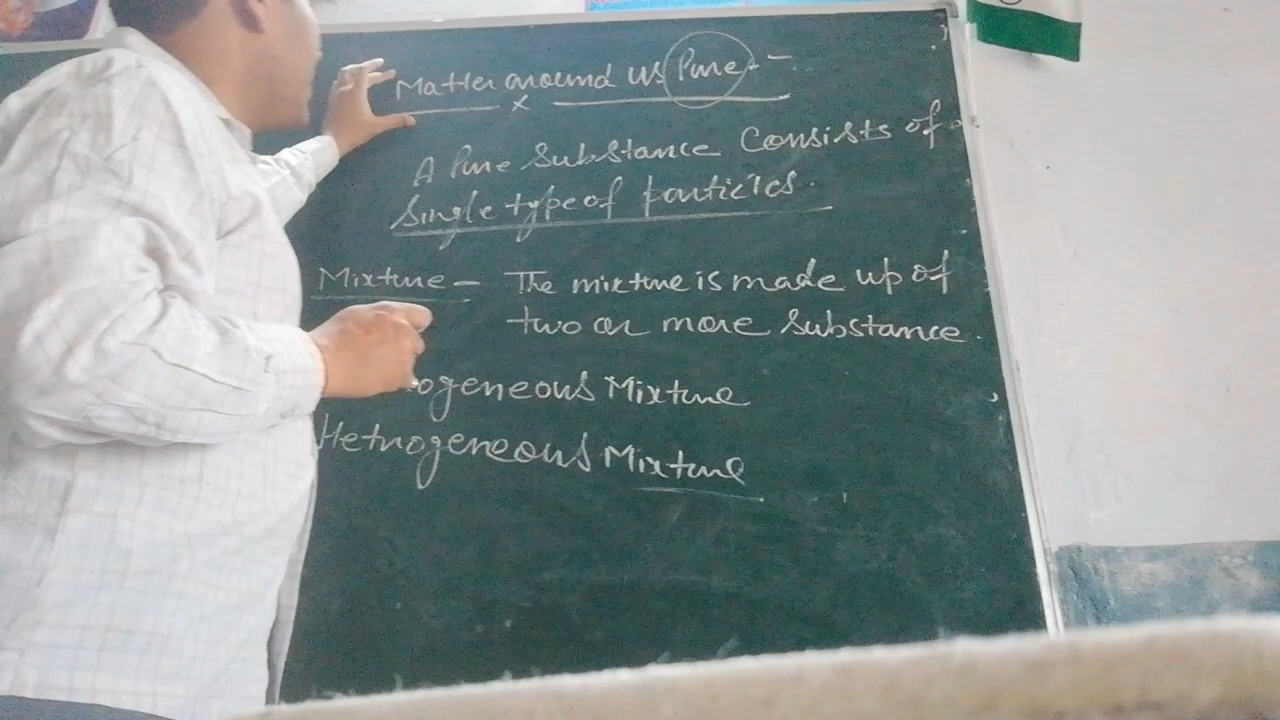 Matter around us Pure :-
A Pure Substance Consists of
Single type of particles.
Mixture - The mixture is made up of
two or more Substance.
ogeneous Mixture
Hetrogeneous Mixture